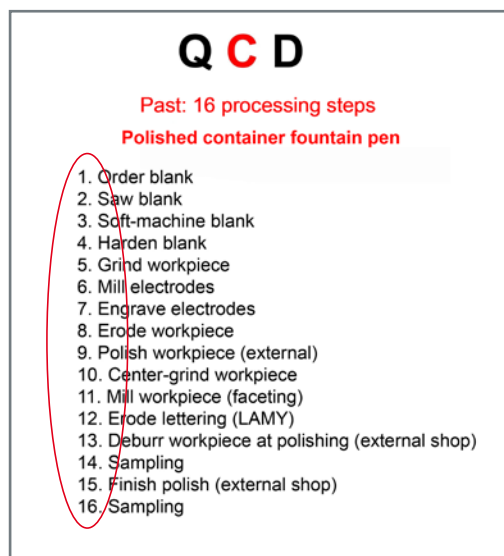 Q C D
Past: 16 processing steps
Polished container fountain pen
1. Order blank
2. Saw blank
3. Soft-machine blank
4. Harden blank
5. Grind workpiece
6. Mill electrodes
7. Engrave electrodes
8. Erode workpiece
9. Polish workpiece (external)
10. Center-grind workpiece
11. Mill workpiece (faceting)
12. Erode lettering (LAMY)
13. Deburr workpiece at polishing (external shop)
14. Sampling
15. Finish polish (external shop)
16. Sampling